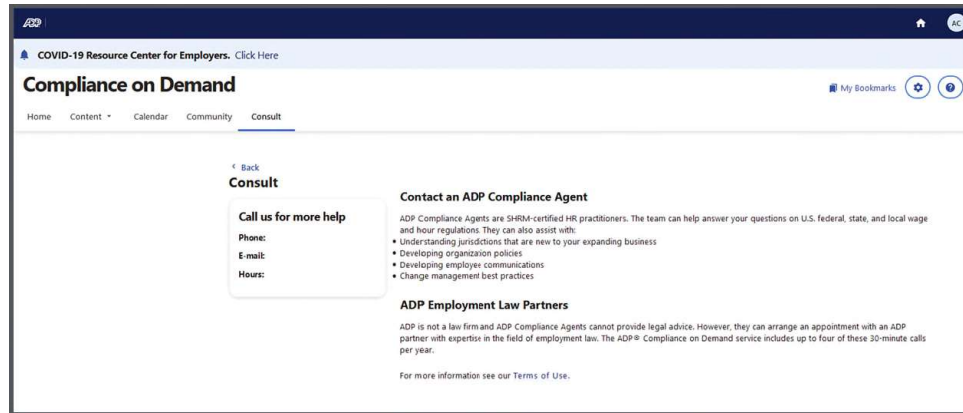 ADP
AC
COVID-19 Resource Center for Employers. Click Here
Compliance on Demand
My Bookmarks
Home Content Calendar Community Consult
Back
Consult
Call us for more help
Phone:
E-mail:
Hours:
Contact an ADP Compliance Agent
ADP Compliance Agents are SHRM-certified HR practitioners. The team can help answer your questions on U.S. federal, state, and local wage
and hour regulations. They can also assist with:
• Understanding jurisdictions that are new to your expanding business
• Developing organization policies
• Developing employee communications
• Change management best practices
ADP Employment Law Partners
ADP is not a law firm and ADP Compliance Agents cannot provide legal advice. However, they can arrange an appointment with an ADP
partner with expertise in the field of employment law. The ADP® Compliance on Demand service includes up to four of these 30-minute calls
per year.
For more information see our Terms of Use.